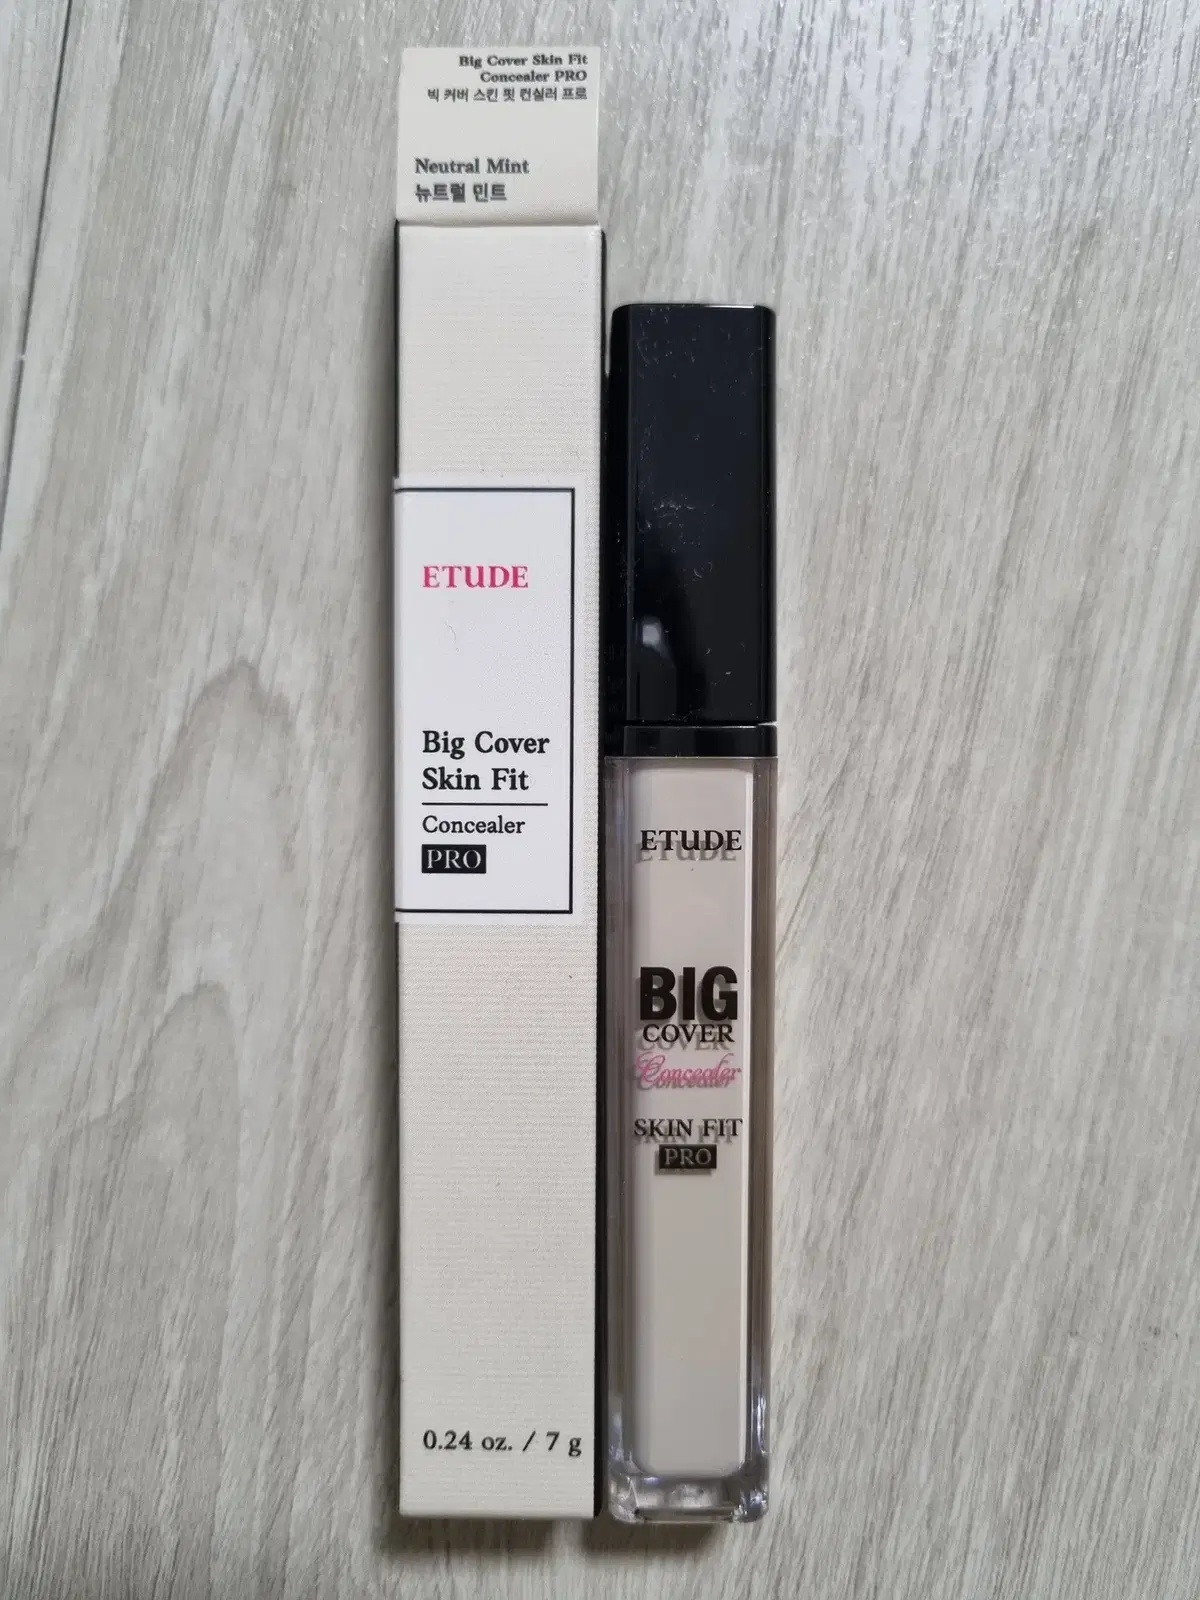 Big Cover Skin Fit
Concealer PRO
빅 커버 스킨 핏 컨실러 프로
Neutral Mint
뉴트럴 민트
ETUDE
Big Cover
Skin Fit
Concealer
PRO
0.24 oz. / 7 g
ETUDE
BIG
COVER
Concealer
SKIN FIT
PRO